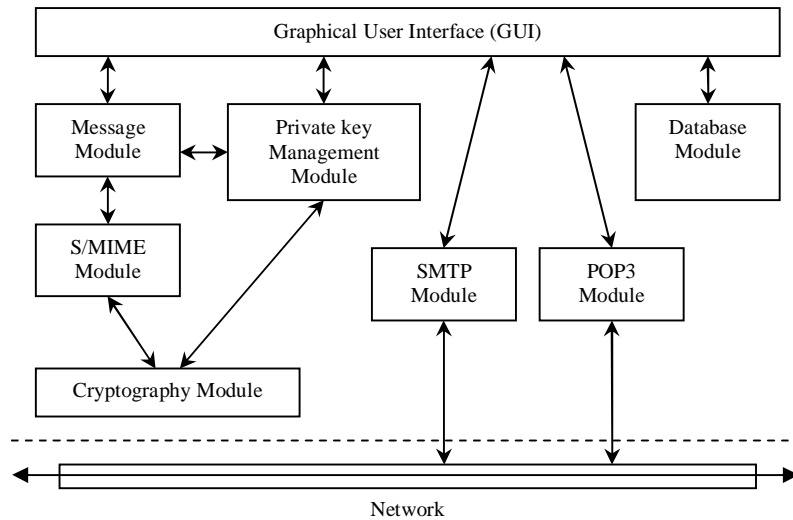 Graphical User Interface (GUI)
Message
Module
Private key
Management
Module
Database
Module
S/MIME
Module
SMTP
Module
POP3
Module
Cryptography Module
Network